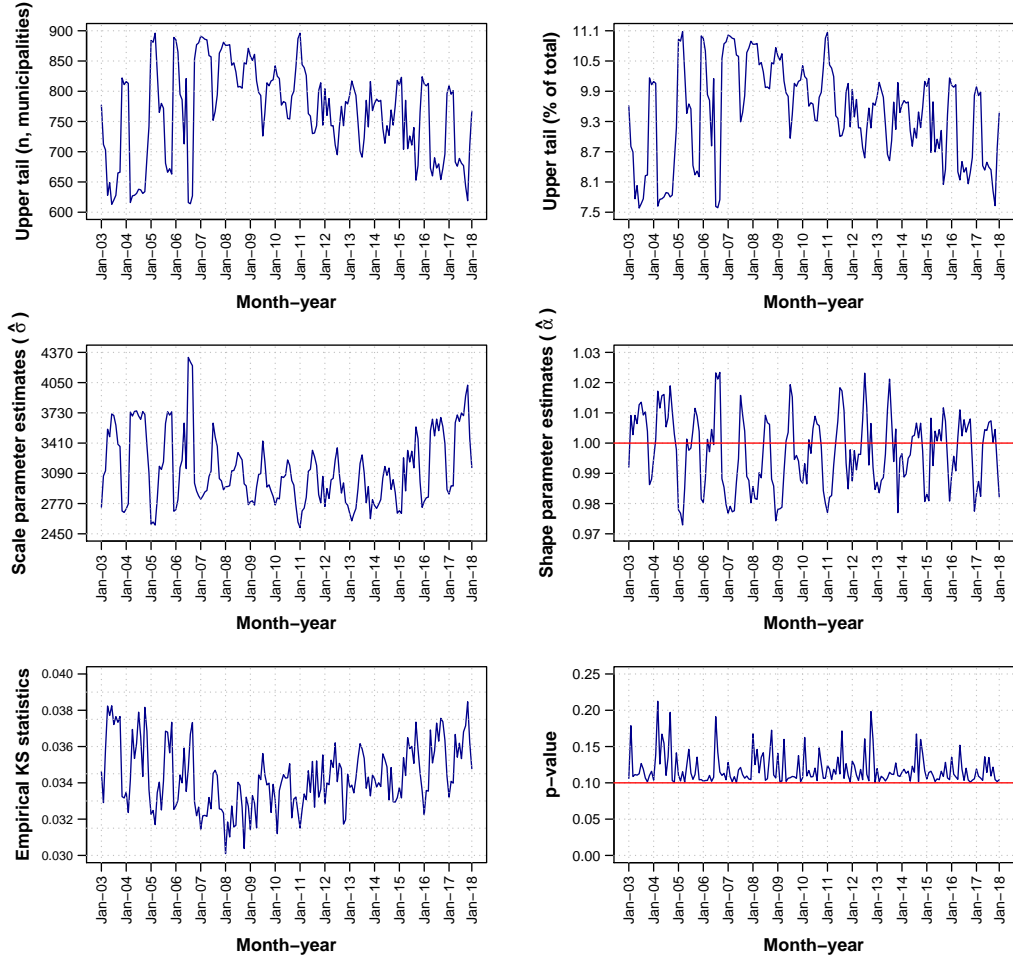 Upper tail (n, municipalities)
900
850
800
750
700
650
600
Jan−03
Jan−04
Jan−05
Jan−06
Jan−07
Jan−08
Jan−09
Jan−10
Jan−11
Jan−12
Jan−13
Jan−14
Jan−15
Jan−16
Jan−17
Jan−18
Month−year
Upper tail (% of total)
11.1
10.5
9.9
9.3
8.7
8.1
7.5
Jan−03
Jan−04
Jan−05
Jan−06
Jan−07
Jan−08
Jan−09
Jan−10
Jan−11
Jan−12
Jan−13
Jan−14
Jan−15
Jan−16
Jan−17
Jan−18
Month−year
Scale parameter estimates ( σ̂ )
4370
4050
3730
3410
3090
2770
2450
Jan−03
Jan−04
Jan−05
Jan−06
Jan−07
Jan−08
Jan−09
Jan−10
Jan−11
Jan−12
Jan−13
Jan−14
Jan−15
Jan−16
Jan−17
Jan−18
Month−year
Shape parameter estimates ( α̂ )
1.03
1.02
1.01
1.00
0.99
0.98
0.97
Jan−03
Jan−04
Jan−05
Jan−06
Jan−07
Jan−08
Jan−09
Jan−10
Jan−11
Jan−12
Jan−13
Jan−14
Jan−15
Jan−16
Jan−17
Jan−18
Month−year
Empirical KS statistics
0.040
0.038
0.036
0.034
0.032
0.030
Jan−03
Jan−04
Jan−05
Jan−06
Jan−07
Jan−08
Jan−09
Jan−10
Jan−11
Jan−12
Jan−13
Jan−14
Jan−15
Jan−16
Jan−17
Jan−18
Month−year
p−value
0.25
0.20
0.15
0.10
0.05
0.00
Jan−03
Jan−04
Jan−05
Jan−06
Jan−07
Jan−08
Jan−09
Jan−10
Jan−11
Jan−12
Jan−13
Jan−14
Jan−15
Jan−16
Jan−17
Jan−18
Month−year